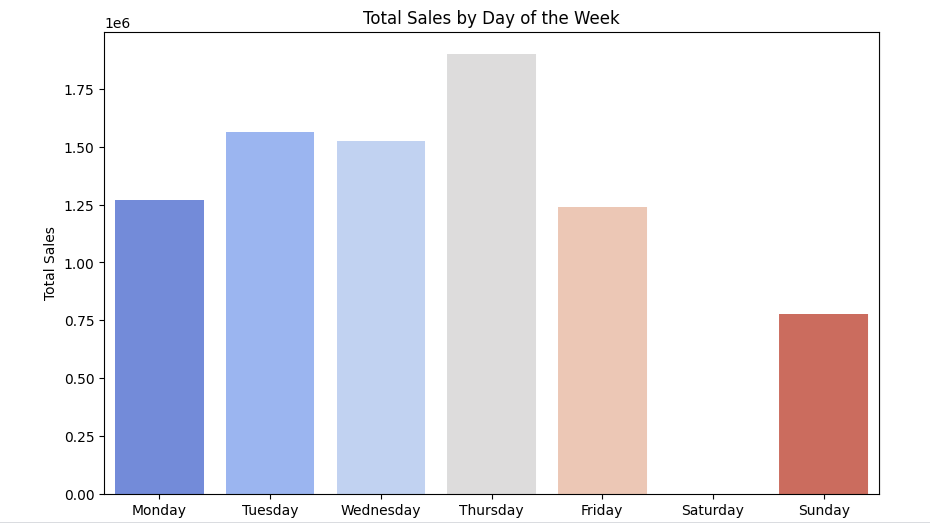 Total Sales by Day of the Week
1e6
1.75
1.50
1.25
1.00
0.75
0.50
0.25
0.00
Total Sales
Monday Tuesday Wednesday Thursday Friday Saturday Sunday